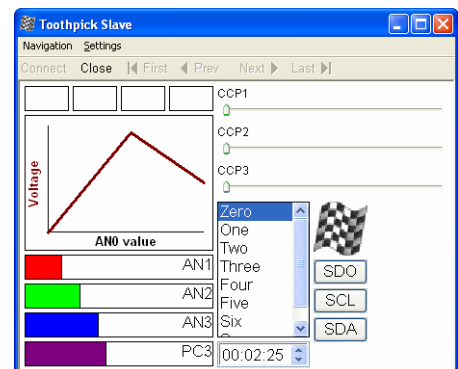 Toothpick Slave
Navigation Settings
Connect Close First Prev Next Last
CCP1
CCP2
CCP3
Voltage
AN0 value
AN1
AN2
AN3
PC3
Zero
One
Two
Three
Four
Five
Six
00:02:25
SDO
SCL
SDA